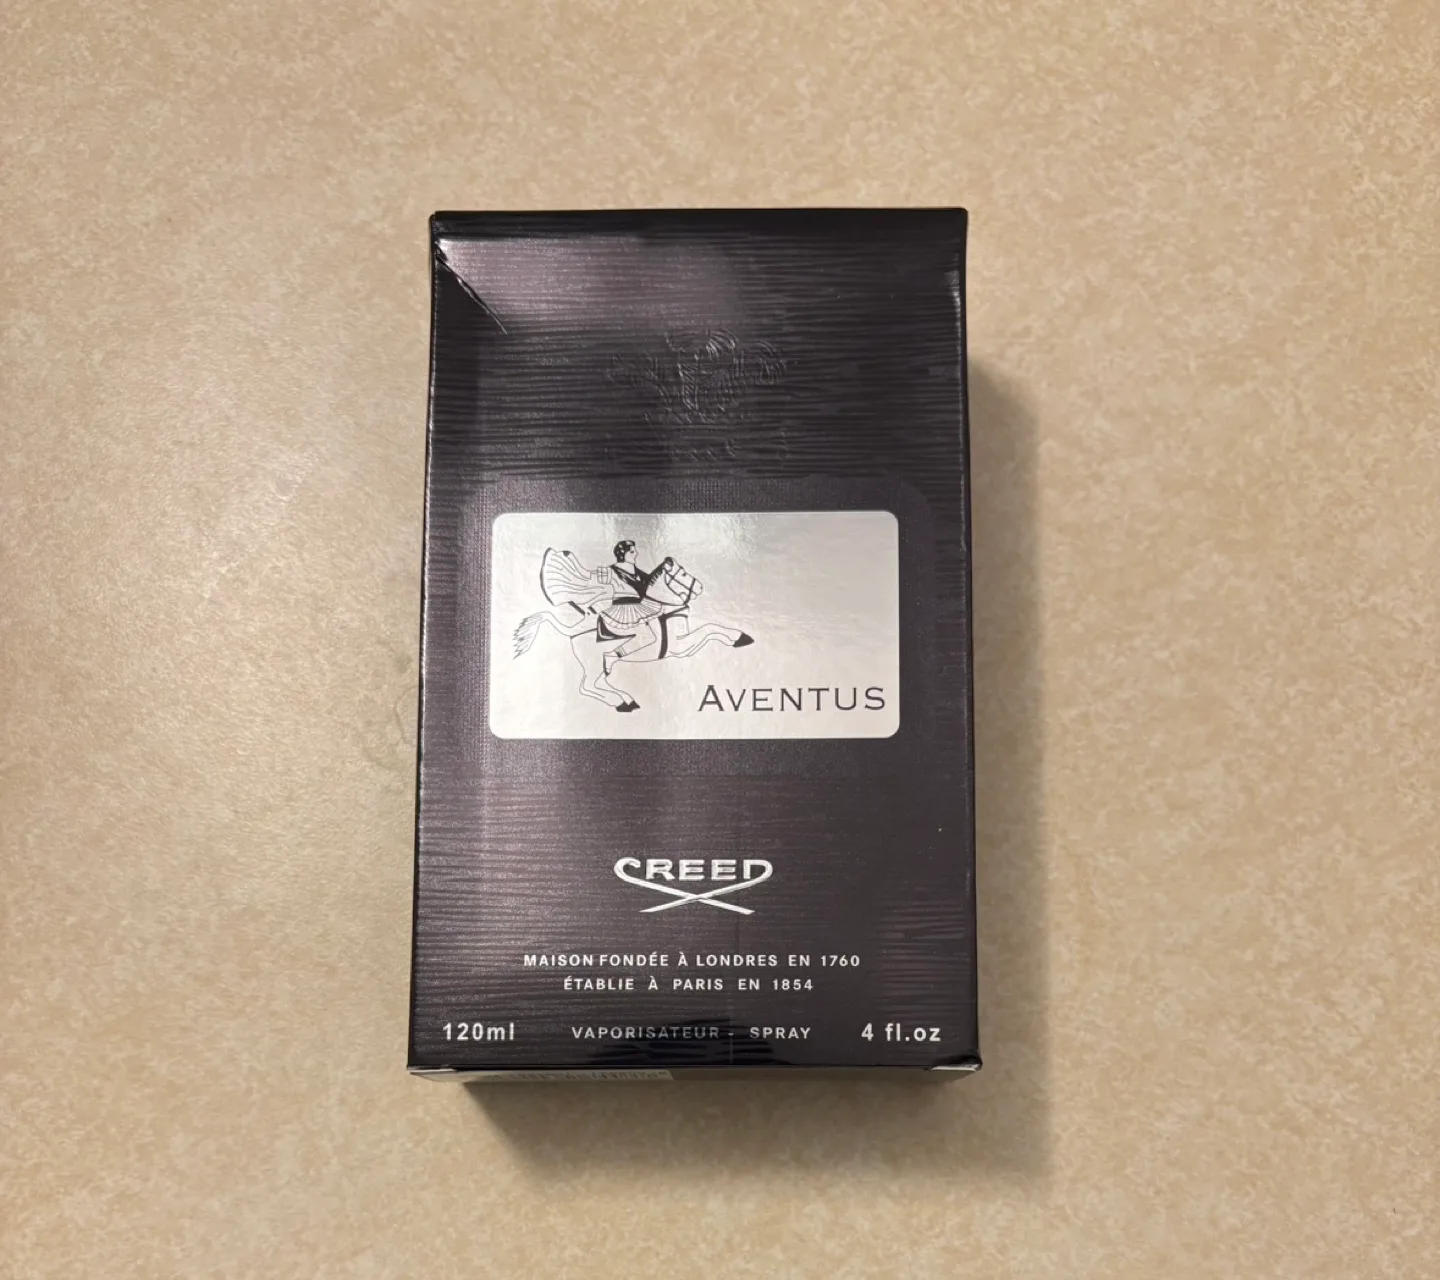 AVENTUS
CREED
MAISON FONDÉE À LONDRES EN 1760
ÉTABLIE À PARIS EN 1854
120ml VAPORISATEUR - SPRAY 4 fl.oz